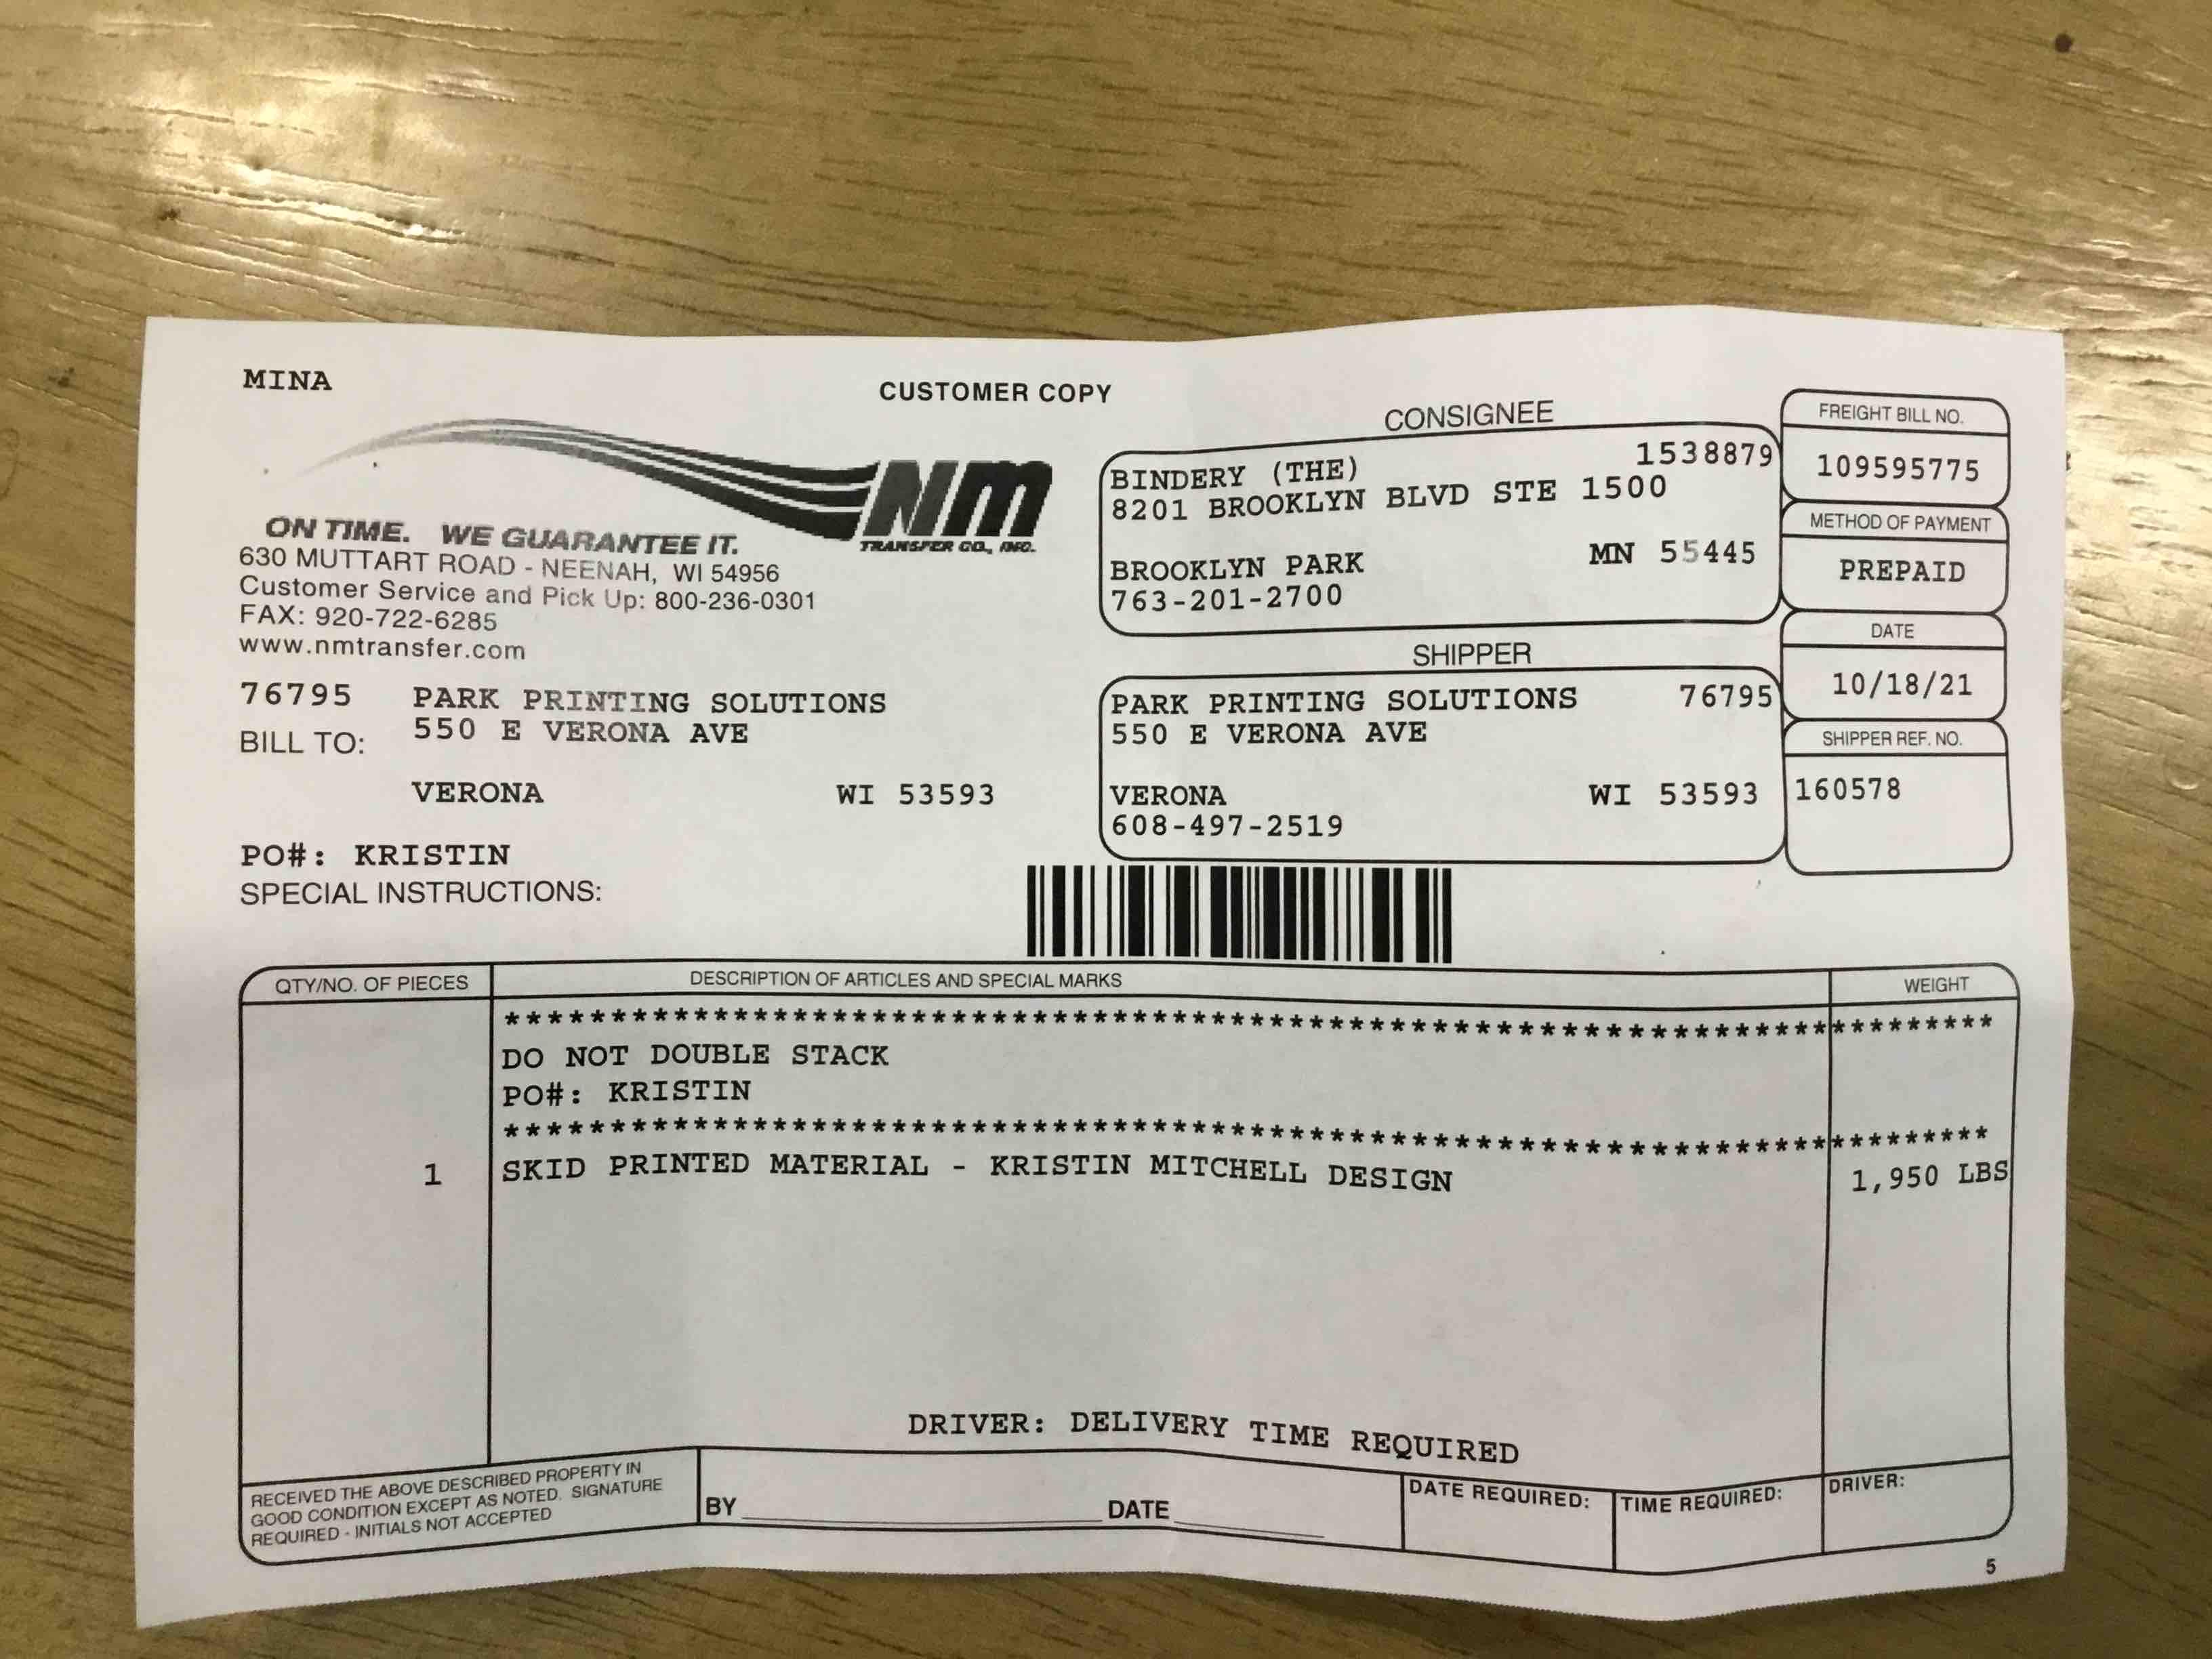 MINA
CUSTOMER COPY
NM
TRANSFER CO., INC.
ON TIME. WE GUARANTEE IT.
630 MUTTART ROAD - NEENAH, WI 54956
Customer Service and Pick Up: 800-236-0301
FAX: 920-722-6285
www.nmtransfer.com
CONSIGNEE
BINDERY (THE) 1538879
8201 BROOKLYN BLVD STE 1500
BROOKLYN PARK MN 55445
763-201-2700
FREIGHT BILL NO.
109595775
METHOD OF PAYMENT
PREPAID
DATE
10/18/21
SHIPPER REF. NO.
160578
76795 PARK PRINTING SOLUTIONS
BILL TO: 550 E VERONA AVE
VERONA WI 53593
SHIPPER
PARK PRINTING SOLUTIONS 76795
550 E VERONA AVE
VERONA WI 53593
608-497-2519
PO#: KRISTIN
SPECIAL INSTRUCTIONS:
QTY/NO. OF PIECES DESCRIPTION OF ARTICLES AND SPECIAL MARKS WEIGHT
**************************************************************************
DO NOT DOUBLE STACK
PO#: KRISTIN
**************************************************************************
1 SKID PRINTED MATERIAL - KRISTIN MITCHELL DESIGN 1,950 LBS
DRIVER: DELIVERY TIME REQUIRED
RECEIVED THE ABOVE DESCRIBED PROPERTY IN
GOOD CONDITION EXCEPT AS NOTED. SIGNATURE
REQUIRED - INITIALS NOT ACCEPTED
BY DATE
DATE REQUIRED: TIME REQUIRED: DRIVER:
5